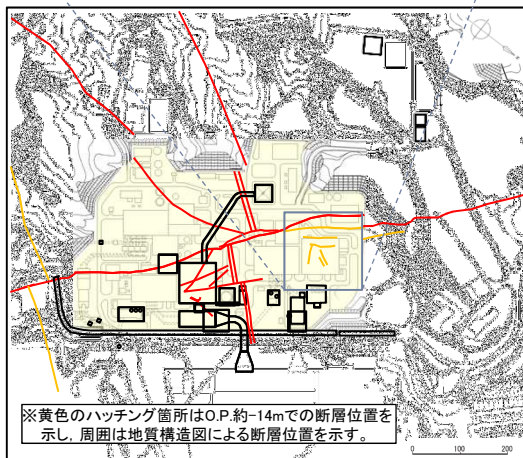 ※黄色のハッチング箇所はO.P.約-14mでの断層位置を
示し，周囲は地質構造図による断層位置を示す。
0 100 200